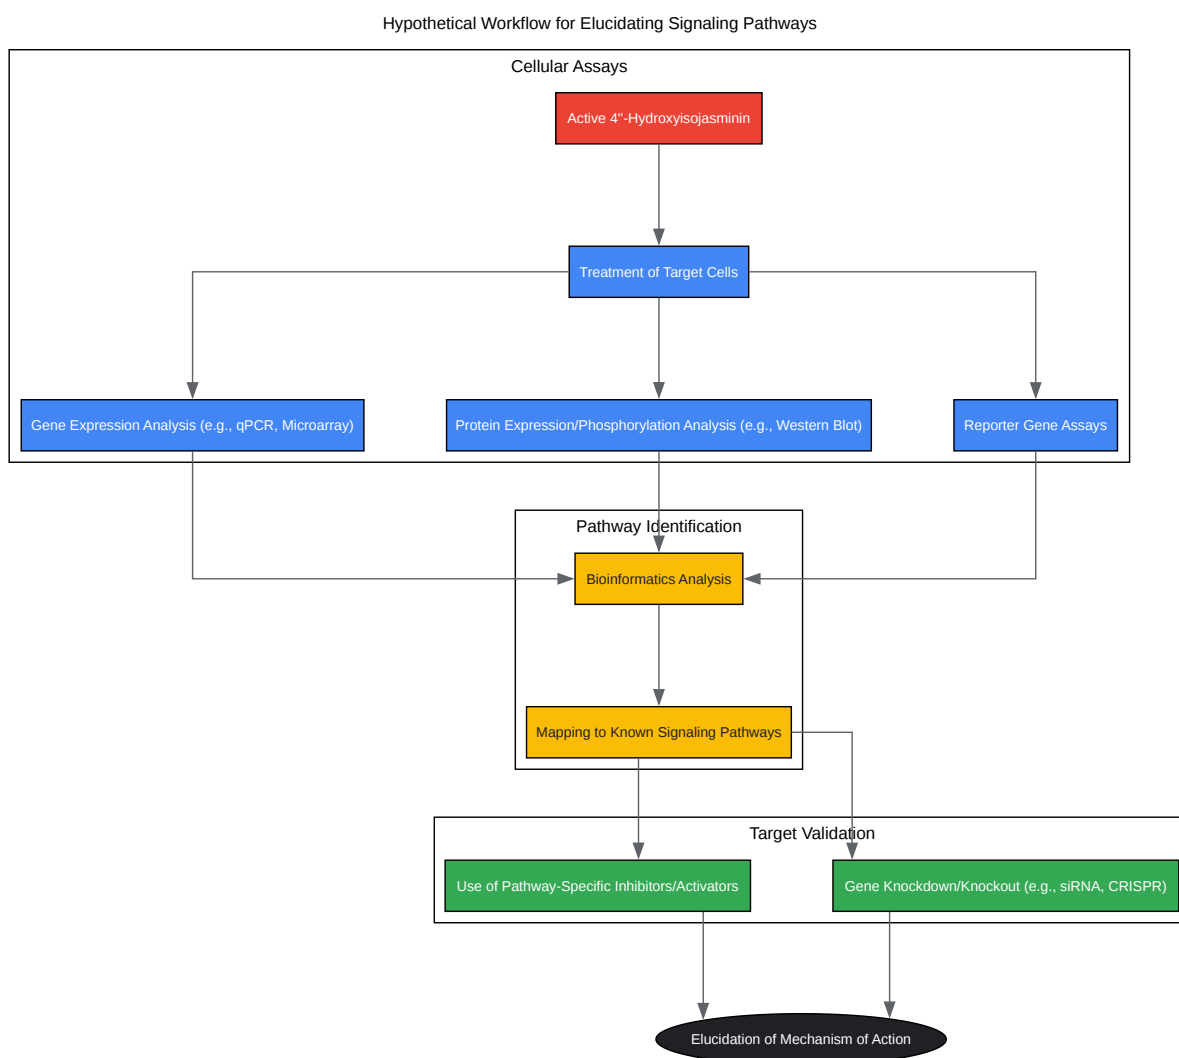 Hypothetical Workflow for Elucidating Signaling Pathways
Cellular Assays
Active 4''-Hydroxyisojasminin
Treatment of Target Cells
Gene Expression Analysis (e.g., qPCR, Microarray)
Protein Expression/Phosphorylation Analysis (e.g., Western Blot)
Reporter Gene Assays
Pathway Identification
Bioinformatics Analysis
Mapping to Known Signaling Pathways
Target Validation
Use of Pathway-Specific Inhibitors/Activators
Gene Knockdown/Knockout (e.g., siRNA, CRISPR)
Elucidation of Mechanism of Action